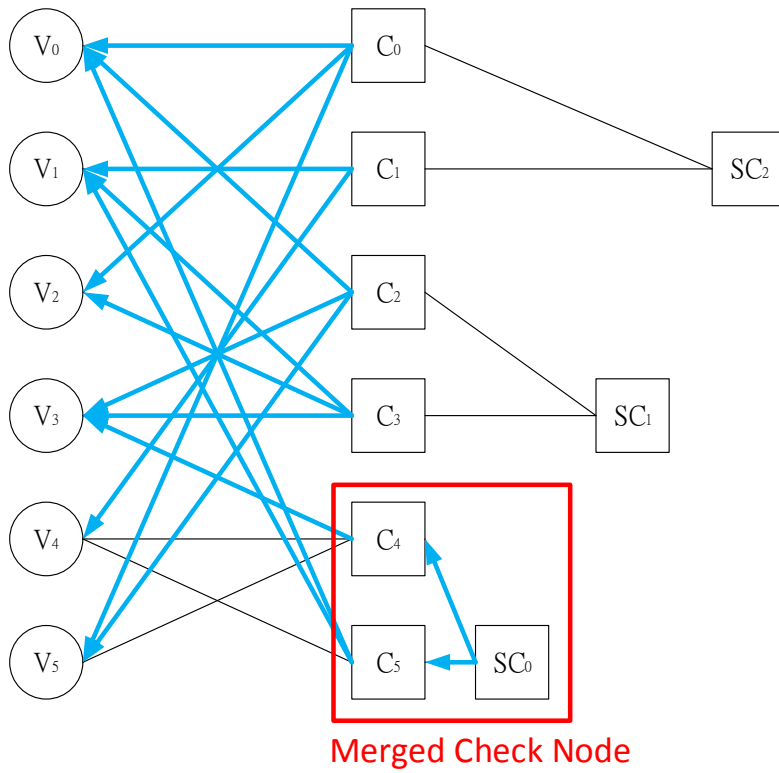 V₀ C₀
V₁ C₁ SC₂
V₂ C₂
V₃ C₃ SC₁
V₄ C₄
V₅ C₅ SC₀
Merged Check Node